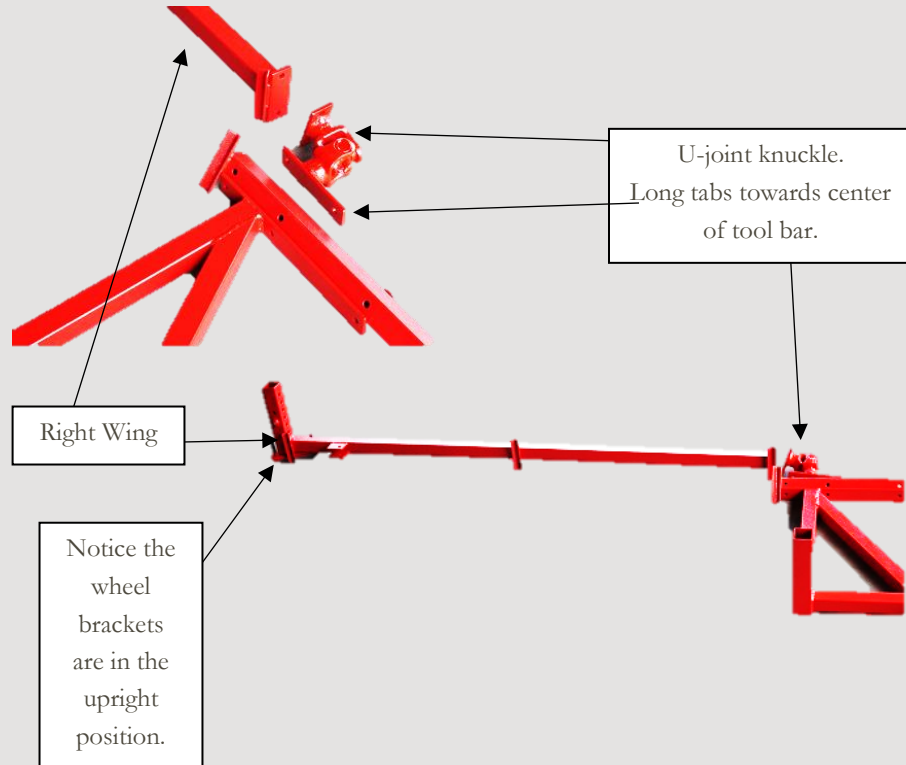 U-joint knuckle.
Long tabs towards center
of tool bar.
Right Wing
Notice the
wheel
brackets
are in the
upright
position.